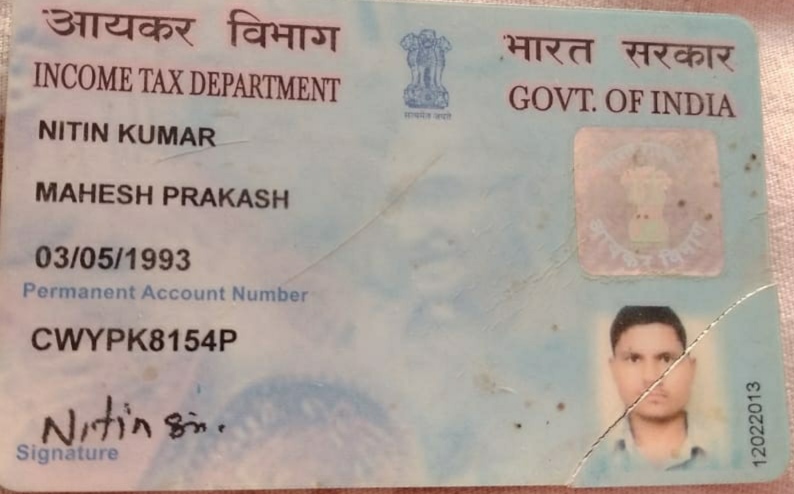 आयकर विभाग
INCOME TAX DEPARTMENT
भारत सरकार
GOVT. OF INDIA
सत्यमेव जयते
NITIN KUMAR
MAHESH PRAKASH
03/05/1993
Permanent Account Number
CWYPK8154P
Nitin
Signature
आयकर विभाग
12022013